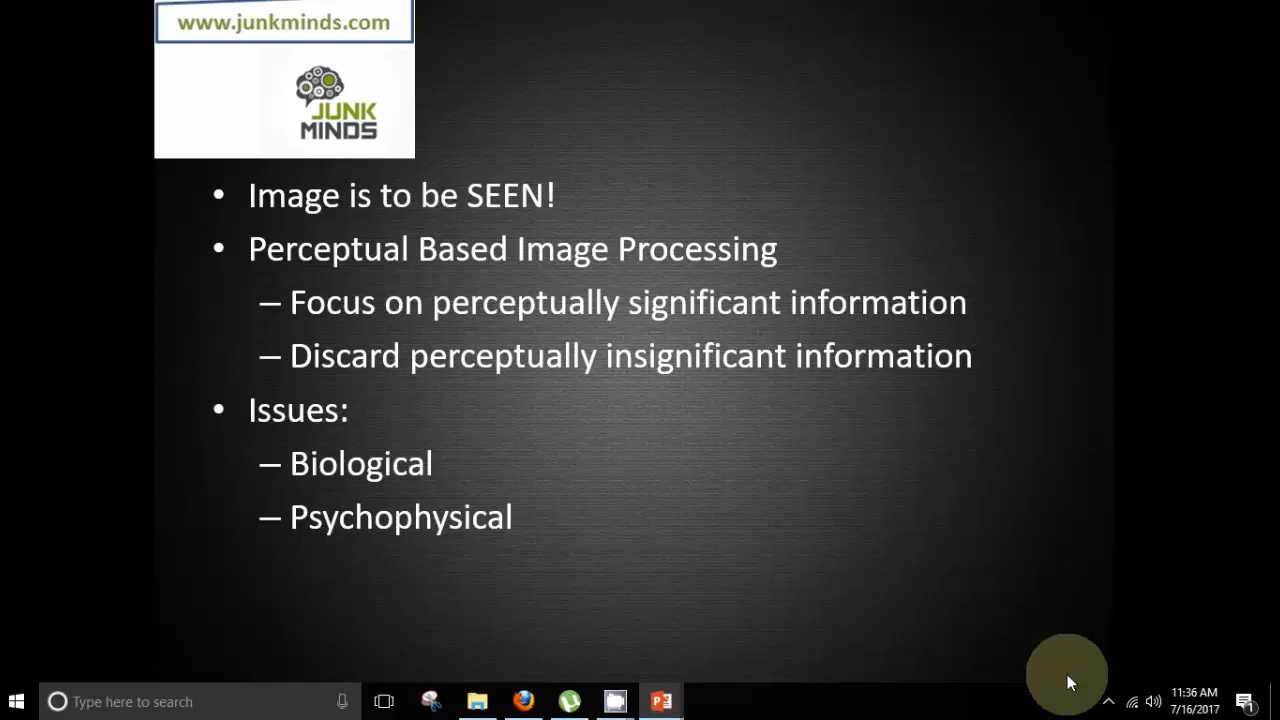 www.junkminds.com
JUNK
MINDS
• Image is to be SEEN!
• Perceptual Based Image Processing
– Focus on perceptually significant information
– Discard perceptually insignificant information
• Issues:
– Biological
– Psychophysical
Type here to search
11:36 AM
7/16/2017
1